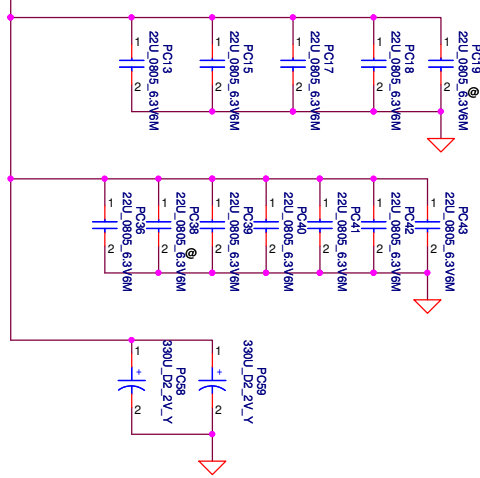 1
2
PC13
22U_0805_6.3V6M
1
2
PC15
22U_0805_6.3V6M
1
2
PC17
22U_0805_6.3V6M
1
2
PC18
22U_0805_6.3V6M
1
2
PC19
22U_0805_6.3V6M
@
1
2
PC36
22U_0805_6.3V6M
1
2
PC38
22U_0805_6.3V6M
@
1
2
PC39
22U_0805_6.3V6M
1
2
PC40
22U_0805_6.3V6M
1
2
PC41
22U_0805_6.3V6M
1
2
PC42
22U_0805_6.3V6M
1
2
PC43
22U_0805_6.3V6M
1
+
2
PC58
330U_D2_2V_Y
1
+
2
PC59
330U_D2_2V_Y